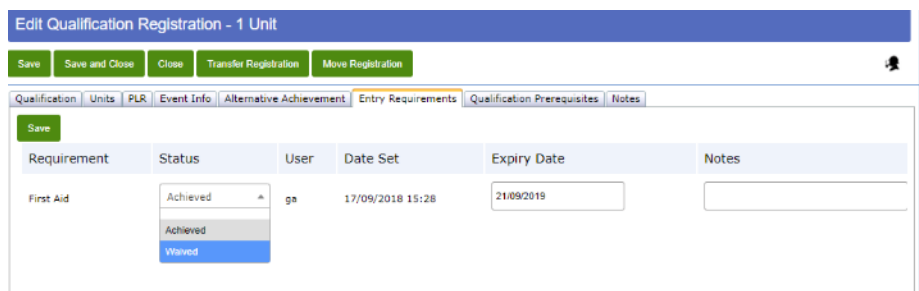 Edit Qualification Registration - 1 Unit
Save Save and Close Close Transfer Registration Move Registration
Qualification Units PLR Event Info Alternative Achievement Entry Requirements Qualification Prerequisites Notes
Save
Requirement Status User Date Set Expiry Date Notes
First Aid Achieved ga 17/09/2018 15:28 21/09/2019
Achieved
Waived